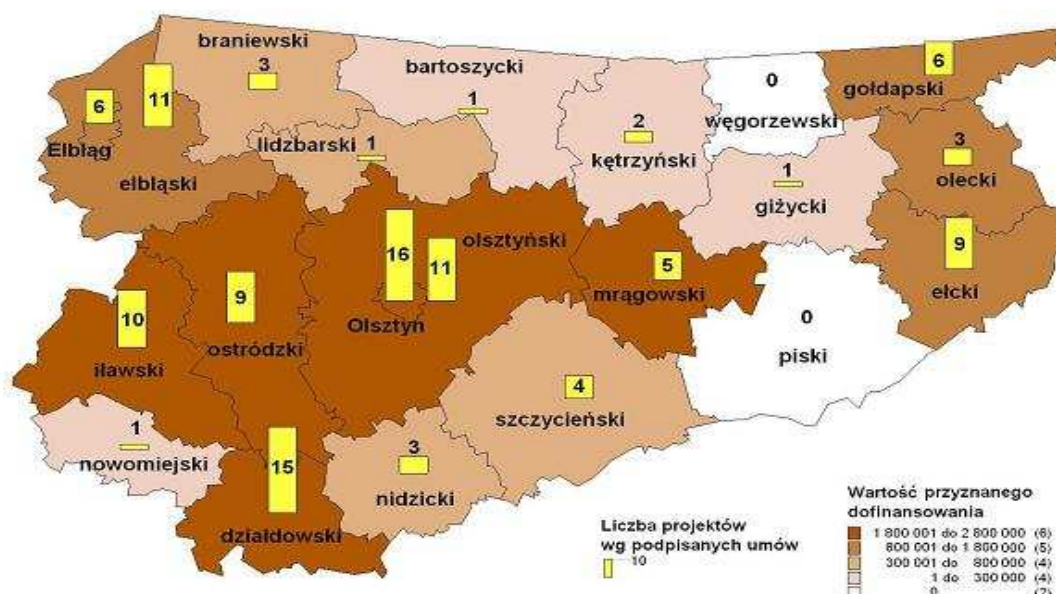 braniewski
3
bartoszycki
1
6
gołdapski
0
węgorzewski
6
11
Elbląg
elbląski
lidzbarski 1
2
kętrzyński
3
olecki
1
giżycki
16
11
olsztyński
Olsztyn
5
mrągowski
9
ełcki
10
iławski
9
ostródzki
0
piski
4
szczycieński
1
nowomiejski
15
działdowski
3
nidzicki
Liczba projektów
wg podpisanych umów
10
Wartość przyznanego
dofinansowania
1 800 001 do 2 800 000 (6)
800 001 do 1 800 000 (5)
300 001 do 800 000 (4)
1 do 300 000 (4)
0 (2)